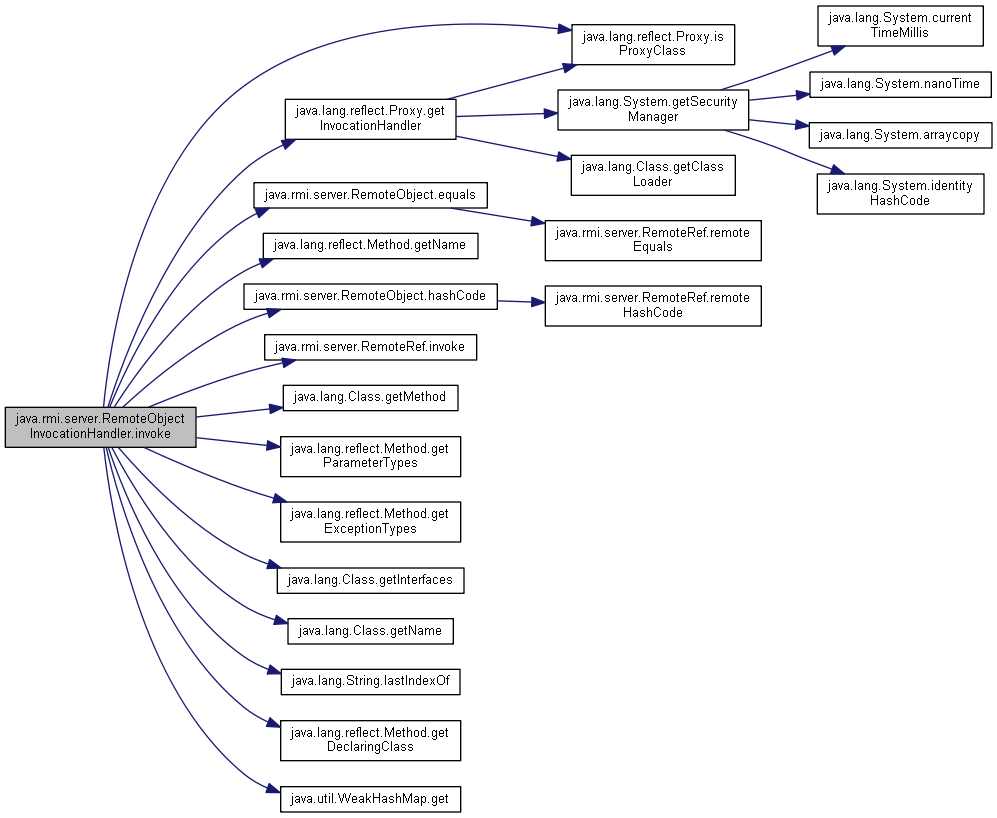 java.rmi.server.RemoteObject
InvocationHandler.invoke
java.lang.reflect.Proxy.is
ProxyClass
java.lang.reflect.Proxy.get
InvocationHandler
java.lang.System.getSecurity
Manager
java.lang.System.current
TimeMillis
java.lang.System.nanoTime
java.lang.System.arraycopy
java.lang.System.identity
HashCode
java.lang.Class.getClass
Loader
java.rmi.server.RemoteObject.equals
java.rmi.server.RemoteRef.remote
Equals
java.lang.reflect.Method.getName
java.rmi.server.RemoteObject.hashCode
java.rmi.server.RemoteRef.remote
HashCode
java.rmi.server.RemoteRef.invoke
java.lang.Class.getMethod
java.lang.reflect.Method.get
ParameterTypes
java.lang.reflect.Method.get
ExceptionTypes
java.lang.Class.getInterfaces
java.lang.Class.getName
java.lang.String.lastIndexOf
java.lang.reflect.Method.get
DeclaringClass
java.util.WeakHashMap.get